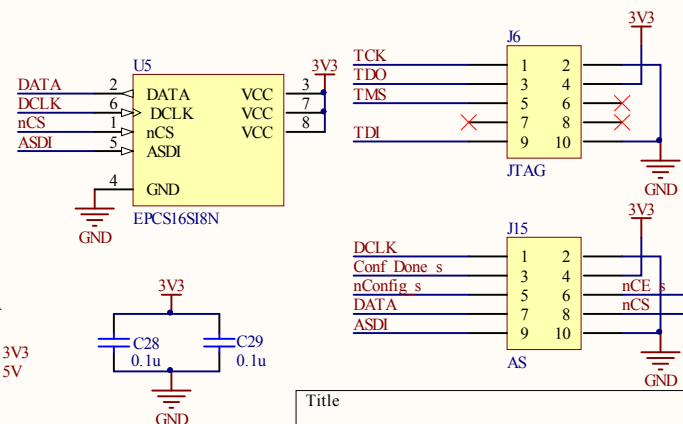 U5
DATA 2 DATA VCC 3 3V3
DCLK 6 DCLK VCC 7
nCS 1 nCS VCC 8
ASDI 5 ASDI
4 GND
GND
EPCS16SI8N
J6 3V3
TCK 1 2
TDO 3 4
TMS 5 6
7 8
TDI 9 10
JTAG
GND
J15 3V3
DCLK 1 2
Conf_Done_s 3 4
nConfig_s 5 6 nCE_s
DATA 7 8 nCS
ASDI 9 10
AS
GND
3V3
C28 C29
0.1u 0.1u
GND
3V3
5V
Title